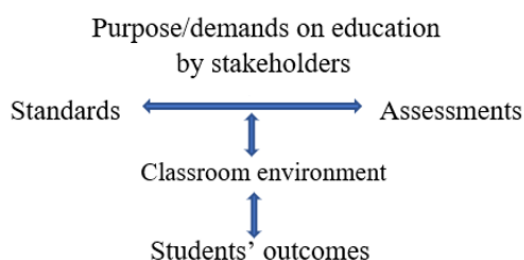 Purpose/demands on education
by stakeholders
Standards Assessments
Classroom environment
Students’ outcomes